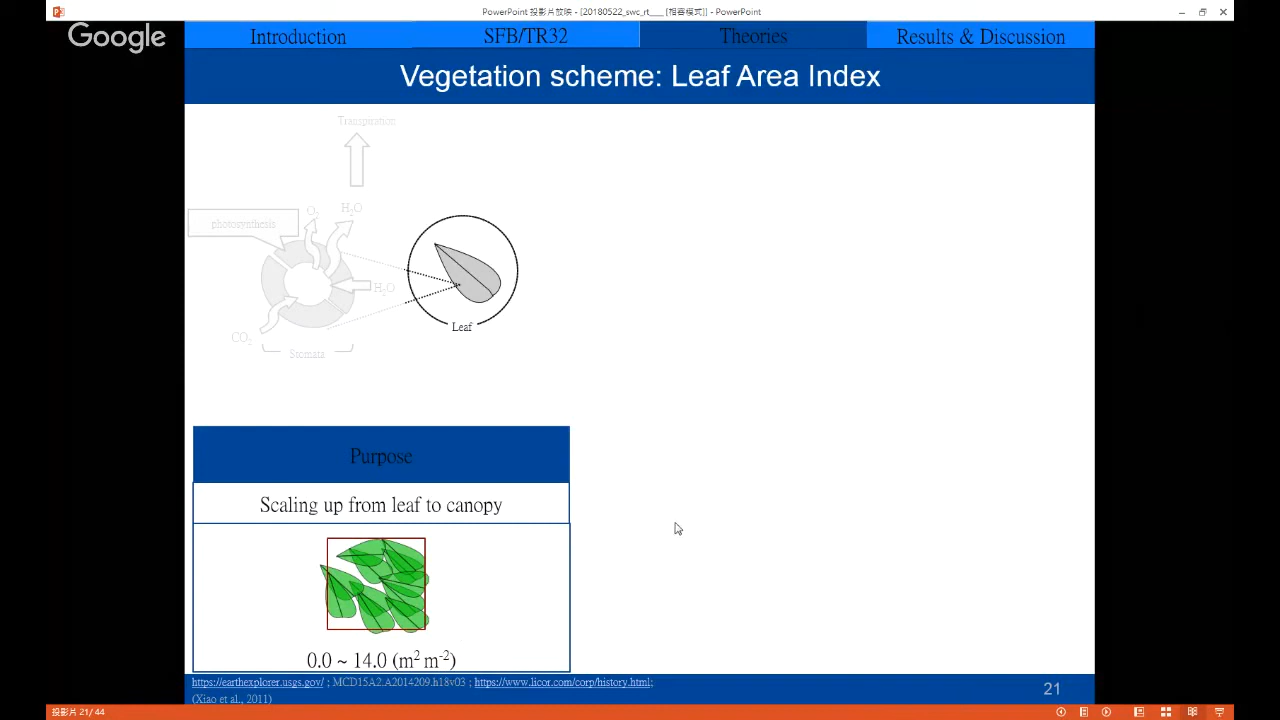 PowerPoint 投影片放映 - [20180522_swc_rt___ [相容模式]] - PowerPoint
Google
Introduction
SFB/TR32
Theories
Results & Discussion
Vegetation scheme: Leaf Area Index
Transpiration
O2
H2O
photosynthesis
H2O
CO2
Stomata
Leaf
Purpose
Scaling up from leaf to canopy
0.0 ~ 14.0 (m2 m-2)
https://earthexplorer.usgs.gov/ ; MCD15A2.A2014209.h18v03 ; https://www.licor.com/corp/history.html;
(Xiao et al., 2011)
21
投影片 21/ 44